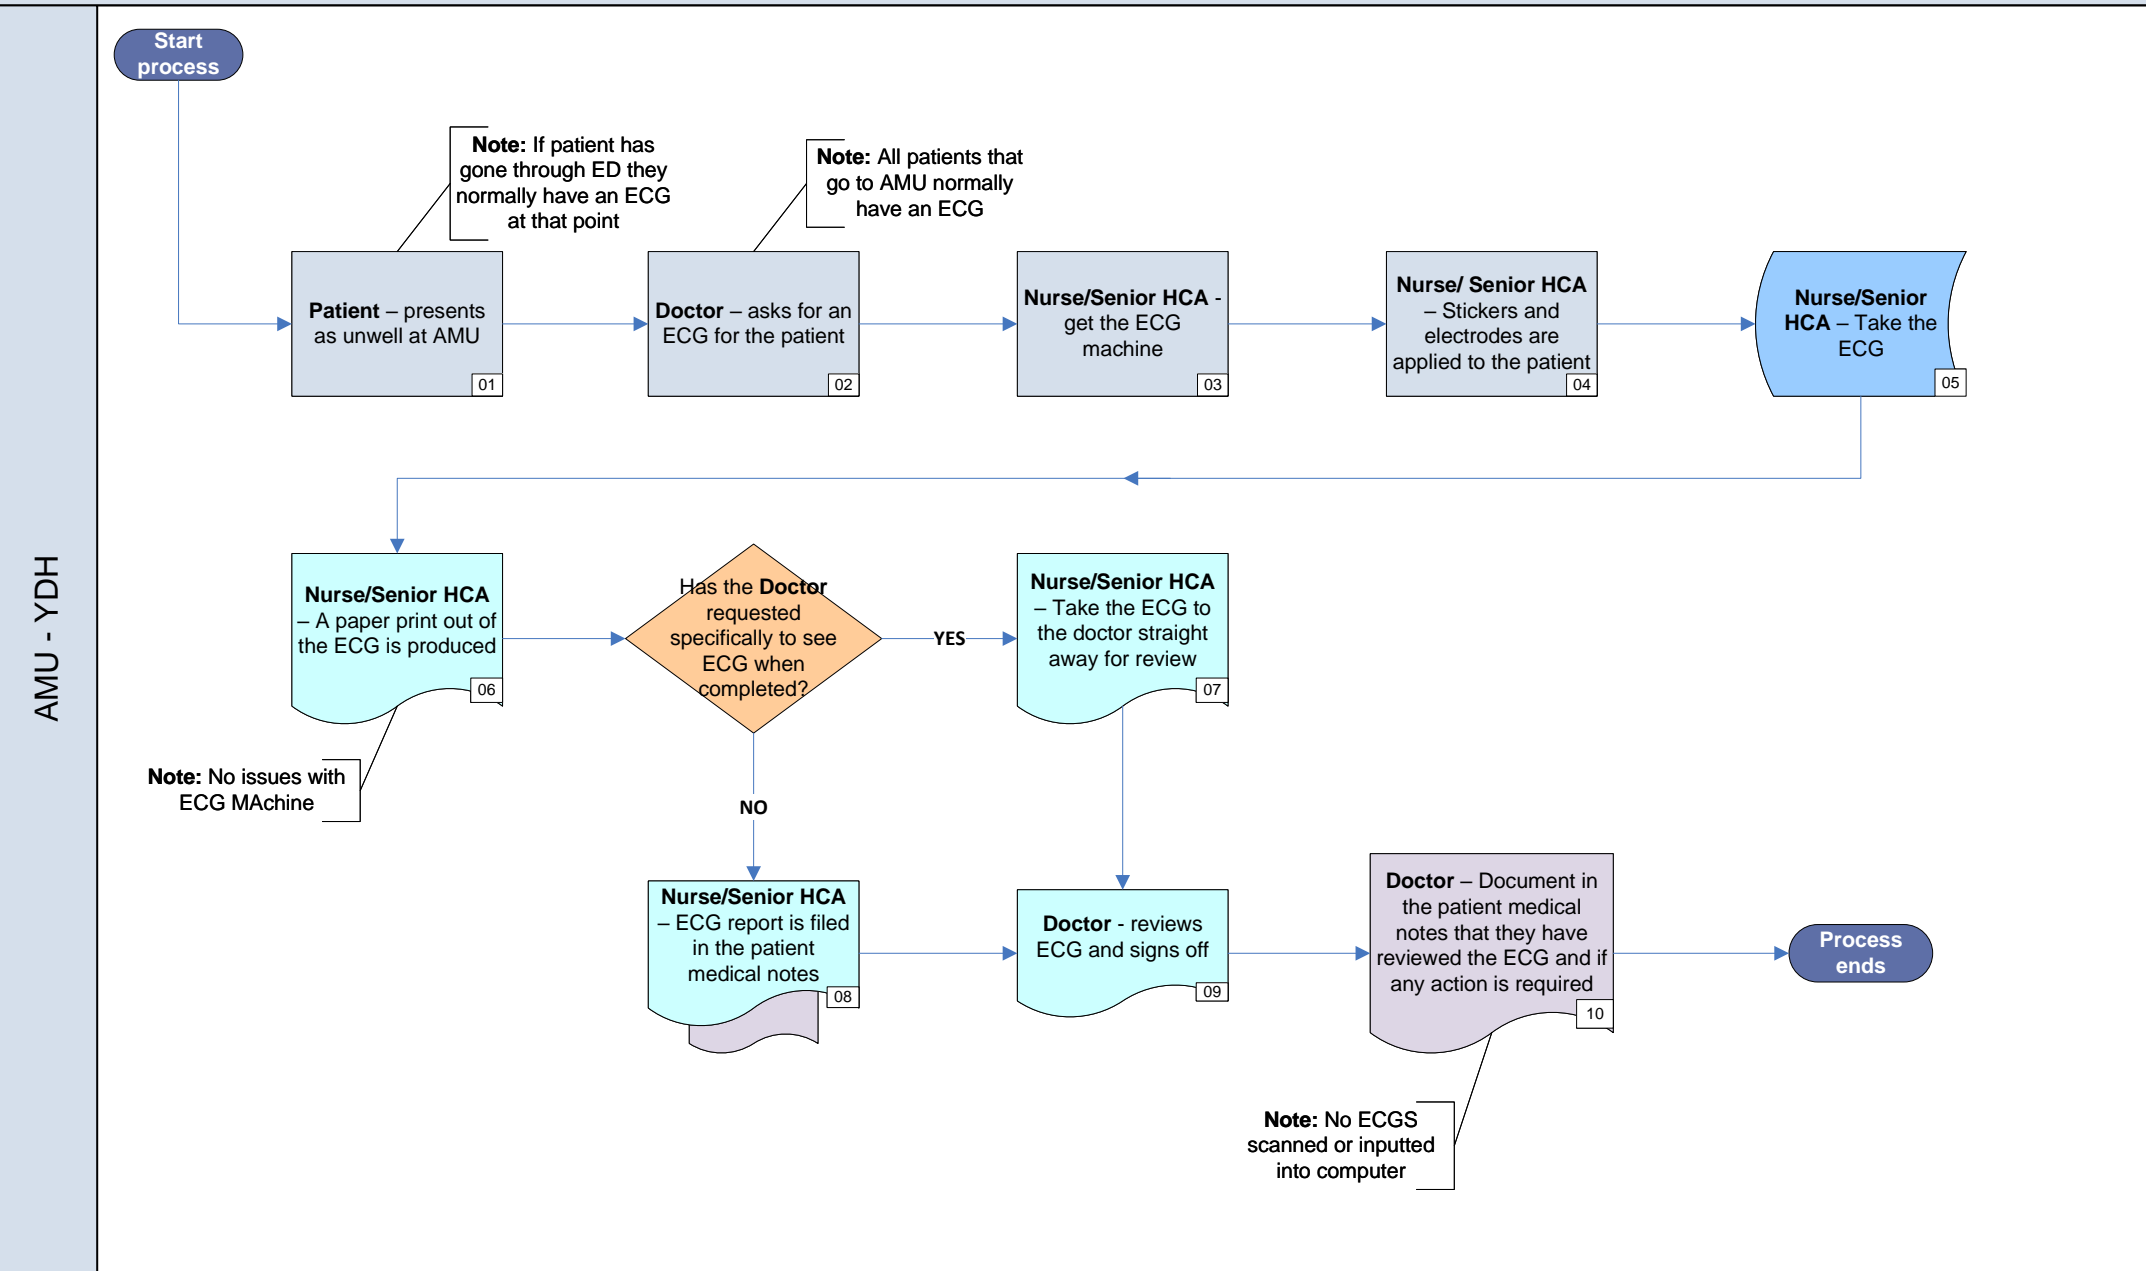 Start
process
Note: If patient has
gone through ED they
normally have an ECG
at that point
Note: All patients that
go to AMU normally
have an ECG
Patient – presents
as unwell at AMU
01
Doctor – asks for an
ECG for the patient
02
Nurse/Senior HCA -
get the ECG
machine
03
Nurse/ Senior HCA
– Stickers and
electrodes are
applied to the patient
04
Nurse/Senior
HCA – Take the
ECG
05
AMU - YDH
Nurse/Senior HCA
– A paper print out of
the ECG is produced
06
Note: No issues with
ECG MAchine
Has the Doctor
requested
specifically to see
ECG when
completed?
YES
NO
Nurse/Senior HCA
– Take the ECG to
the doctor straight
away for review
07
Nurse/Senior HCA
– ECG report is filed
in the patient
medical notes
08
Doctor - reviews
ECG and signs off
09
Doctor – Document in
the patient medical
notes that they have
reviewed the ECG and if
any action is required
10
Note: No ECGS
scanned or inputted
into computer
Process
ends